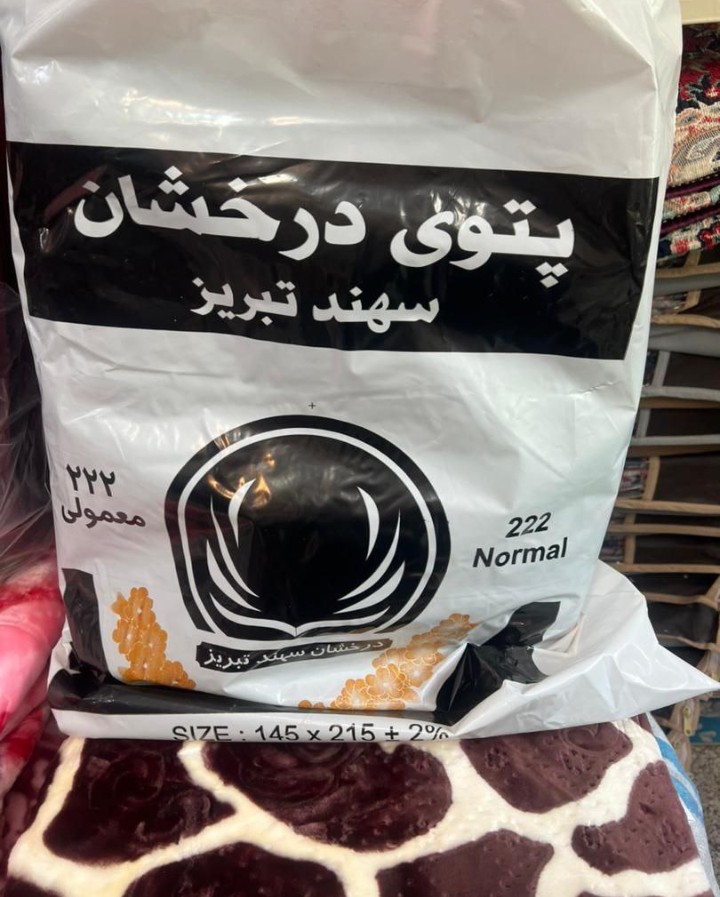 پتوی درخشان
سهند تبریز
۲۲۲
معمولی
222
Normal
درخشان سهند تبریز
SIZE : 145 x 215 ± 2%